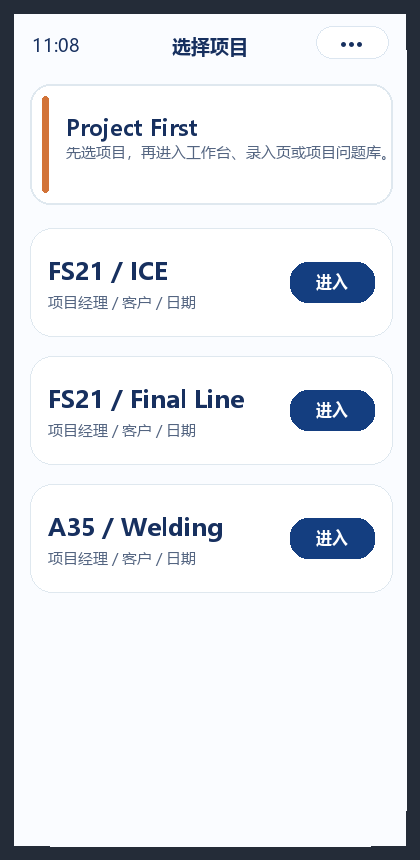 11:08
选择项目
•••
Project First
先选项目，再进入工作台、录入页或项目问题库。
FS21 / ICE
项目经理 / 客户 / 日期
进入
FS21 / Final Line
项目经理 / 客户 / 日期
进入
A35 / Welding
项目经理 / 客户 / 日期
进入